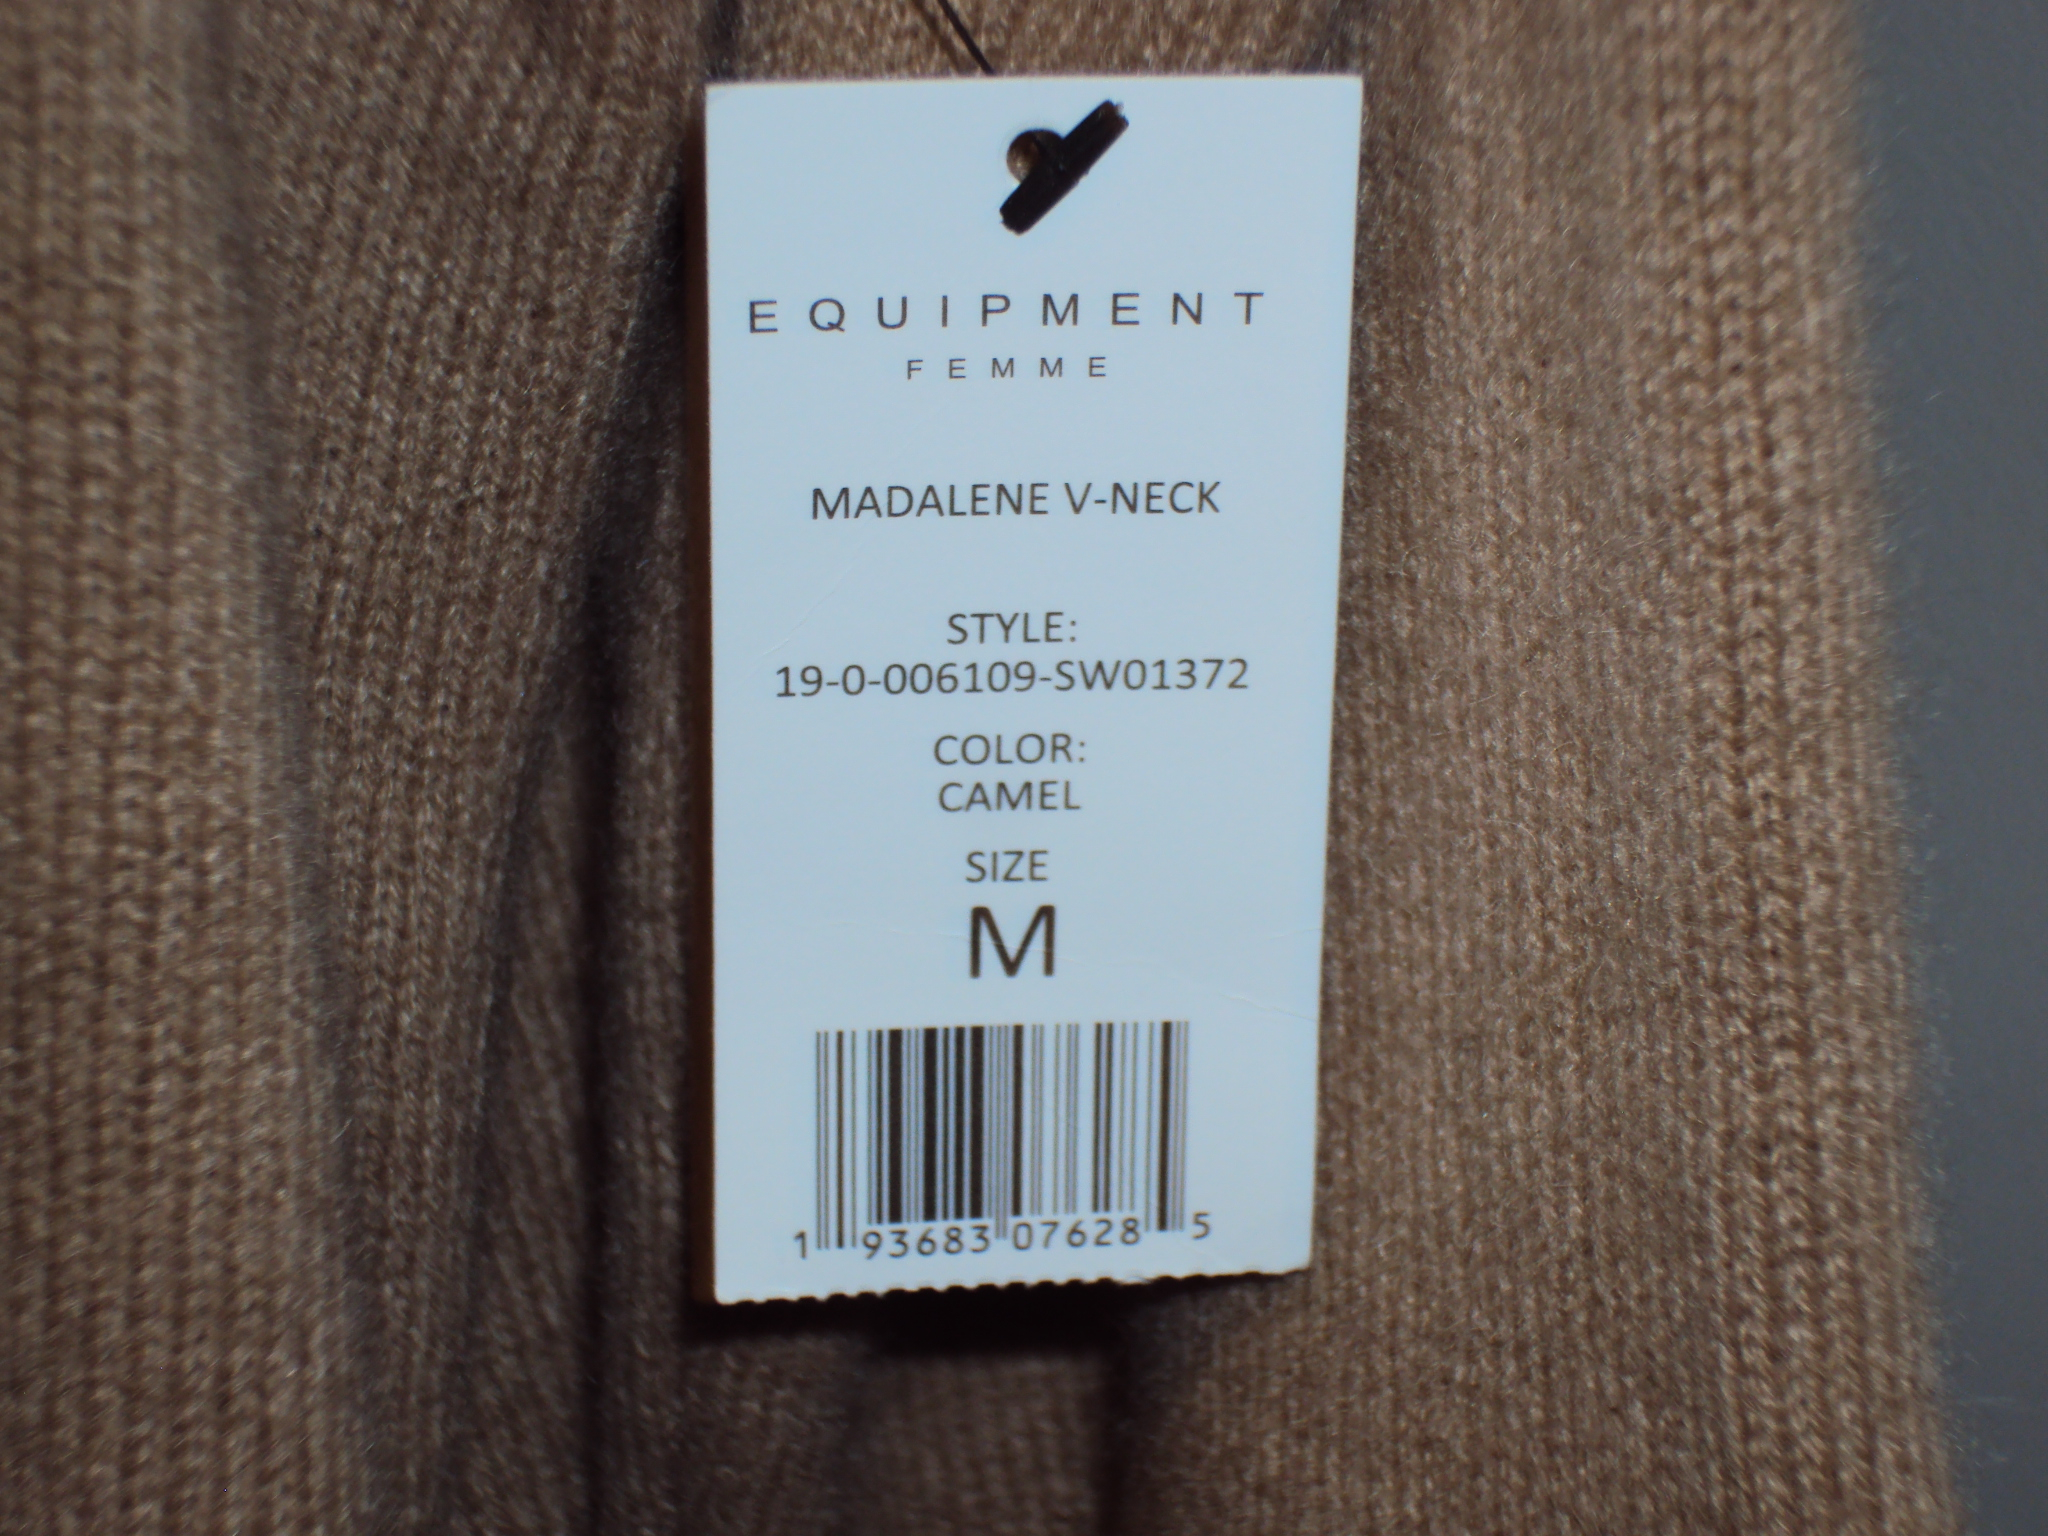 EQUIPMENT
FEMME
MADALENE V-NECK
STYLE:
19-0-006109-SW01372
COLOR:
CAMEL
SIZE
M
1 93683 07628 5